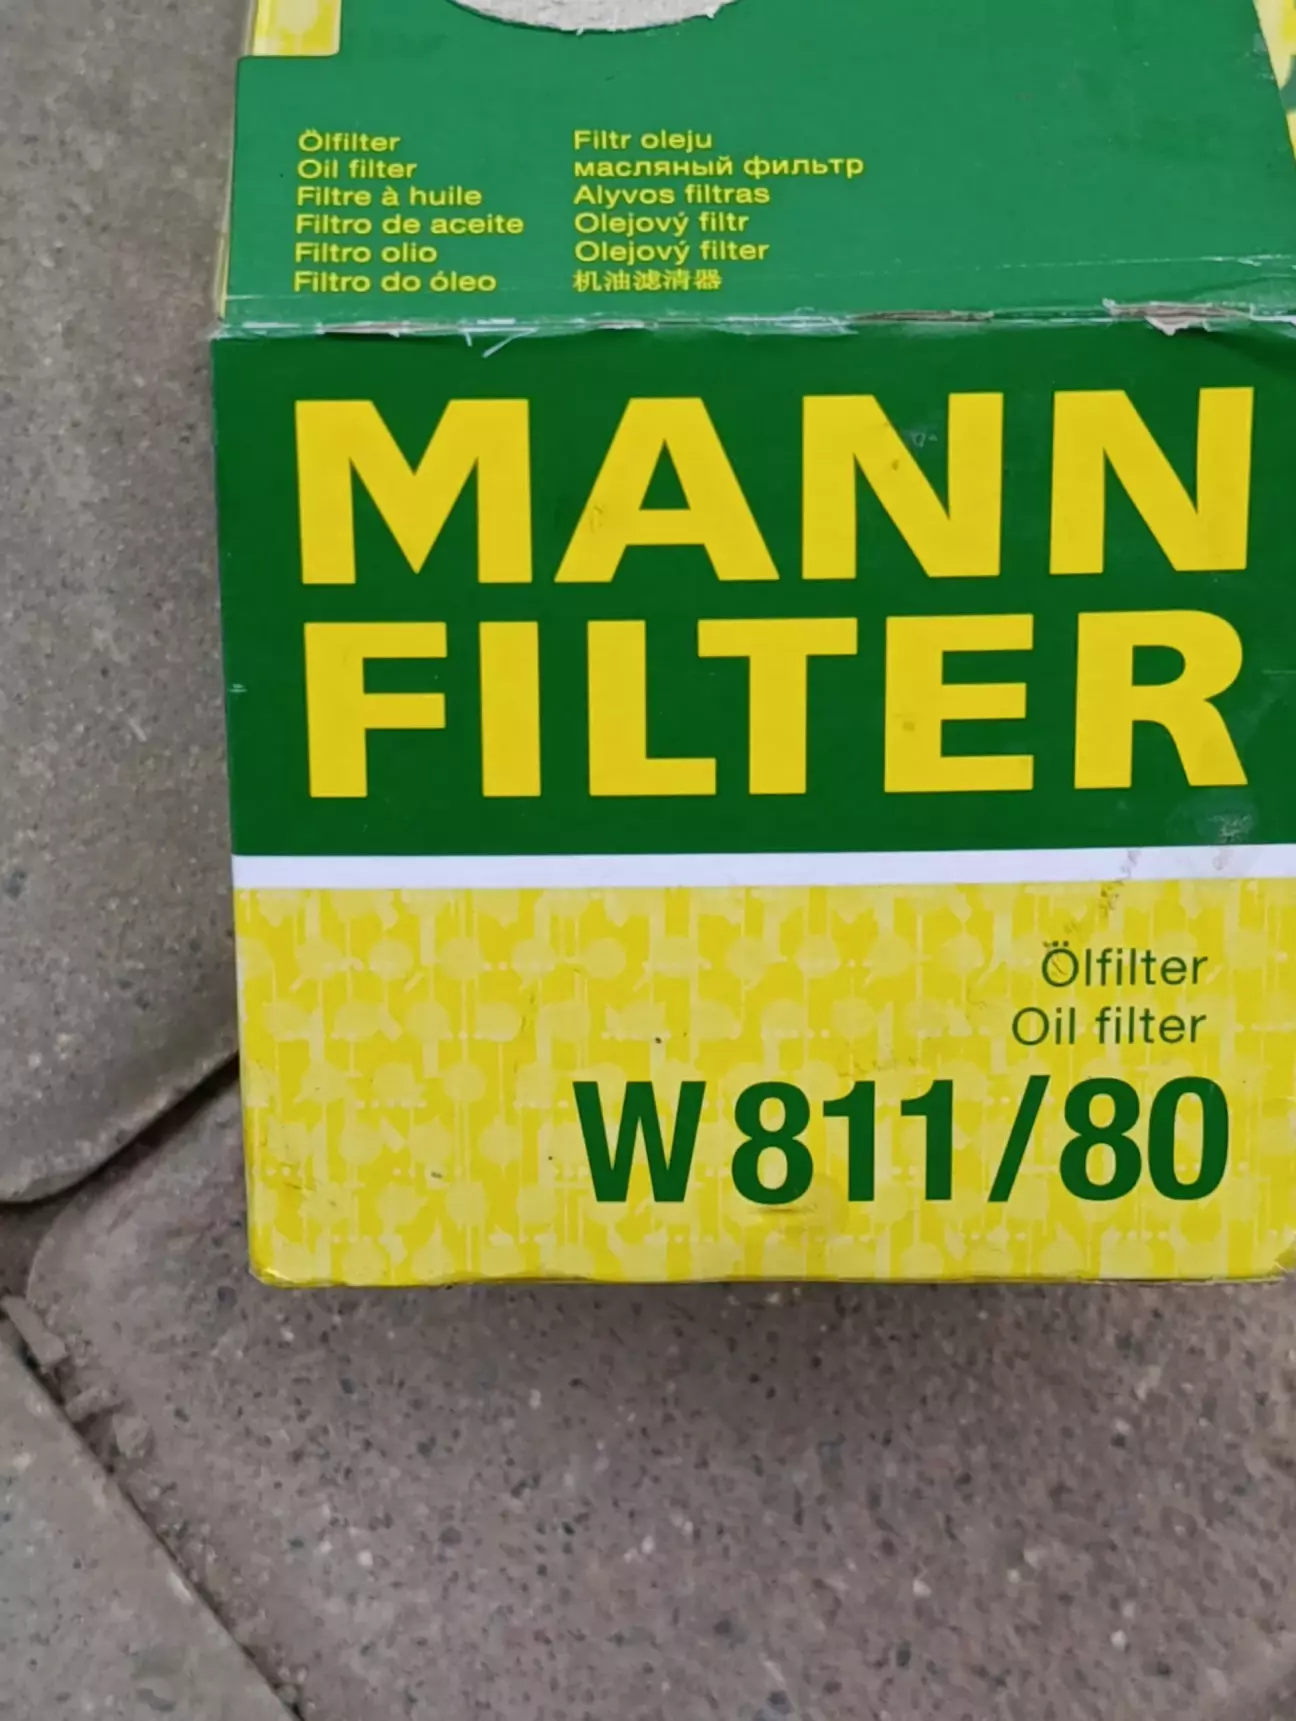 Ölfilter
Oil filter
Filtre à huile
Filtro de aceite
Filtro olio
Filtro do óleo
Filtr oleju
масляный фильтр
Alyvos filtras
Olejový filtr
Olejový filter
机油滤清器
MANN
FILTER
Ölfilter
Oil filter
W 811/80